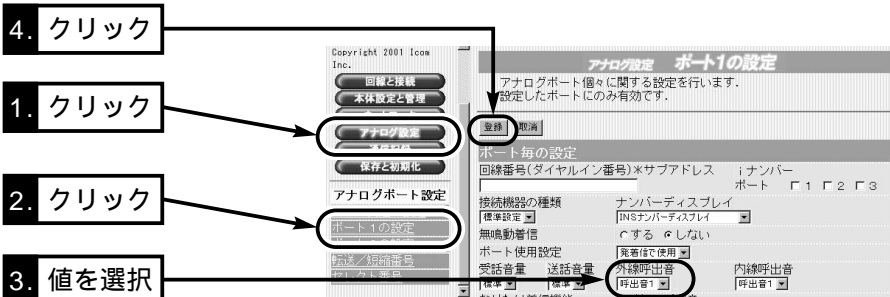 4. クリック
1. クリック
2. クリック
3. 値を選択
Copyright 2001 Icom
Inc.
回線と接続
本体設定と管理
アナログ設定
保存と初期化
アナログポート設定
ポート1の設定
転送/短縮番号
セレクト番号
アナログ設定 ポート1の設定
アナログポート個々に関する設定を行います.
設定したポートにのみ有効です.
登録 取消
ポート毎の設定
回線番号(ダイヤルイン番号)*サブアドレス iナンバー
ポート 1 2 3
接続機器の種類 ナンバーディスプレイ
標準設定 INSナンバーディスプレイ
無鳴動着信 する しない
ポート使用設定 発着信で使用
受話音量 送話音量 外線呼出音 内線呼出音
標準 標準 呼出音1 呼出音1